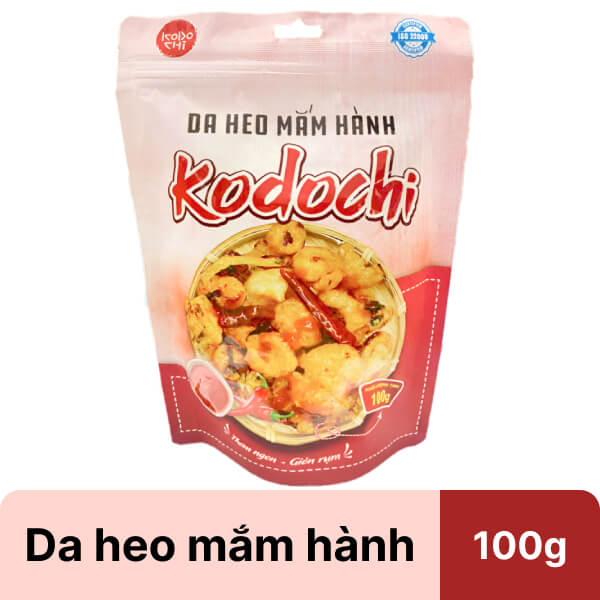 KODO
CHI
ISO 22000
DA HEO MẮM HÀNH
Kodochi
100g
Thơm ngon - Giòn rụm
Da heo mắm hành
100g